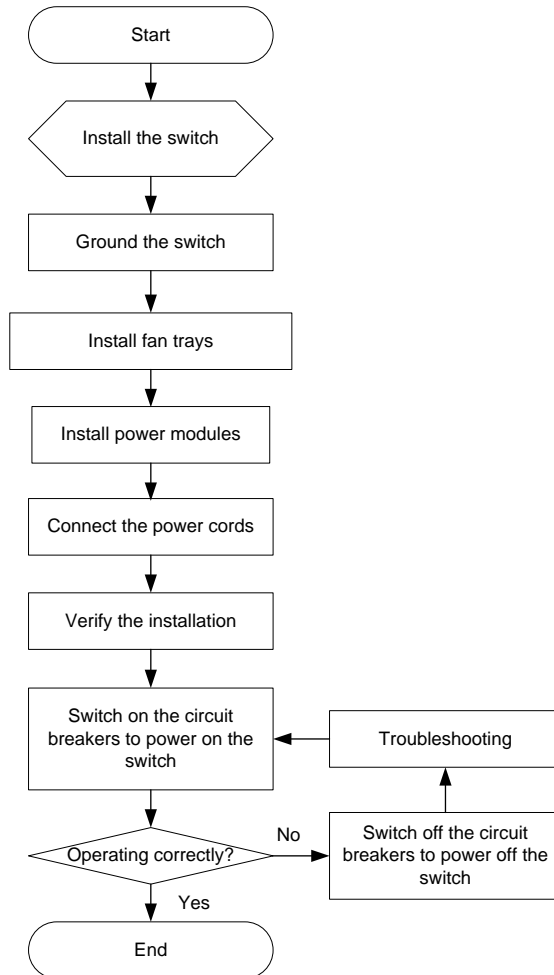 Start
Install the switch
Ground the switch
Install fan trays
Install power modules
Connect the power cords
Verify the installation
Switch on the circuit
breakers to power on the
switch
Troubleshooting
Operating correctly?
No
Switch off the circuit
breakers to power off the
switch
Yes
End